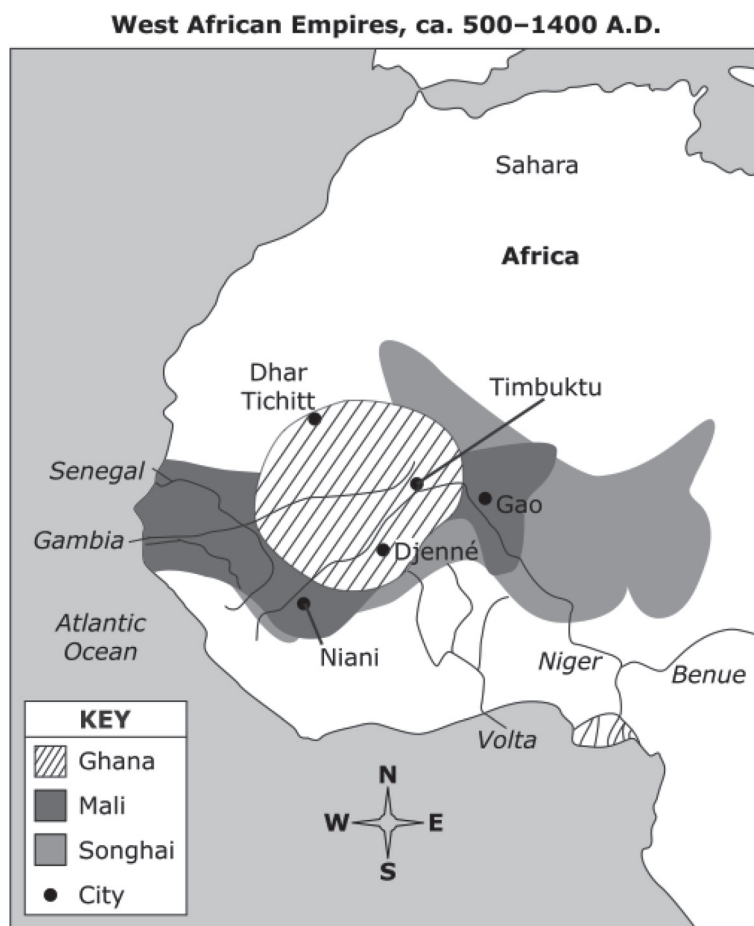 West African Empires, ca. 500–1400 A.D.
Sahara
Africa
Dhar
Tichitt
Timbuktu
Senegal
Gao
Gambia
Djenné
Atlantic
Ocean
Niani
Niger
Benue
Volta
KEY
Ghana
Mali
Songhai
City
N
W
E
S